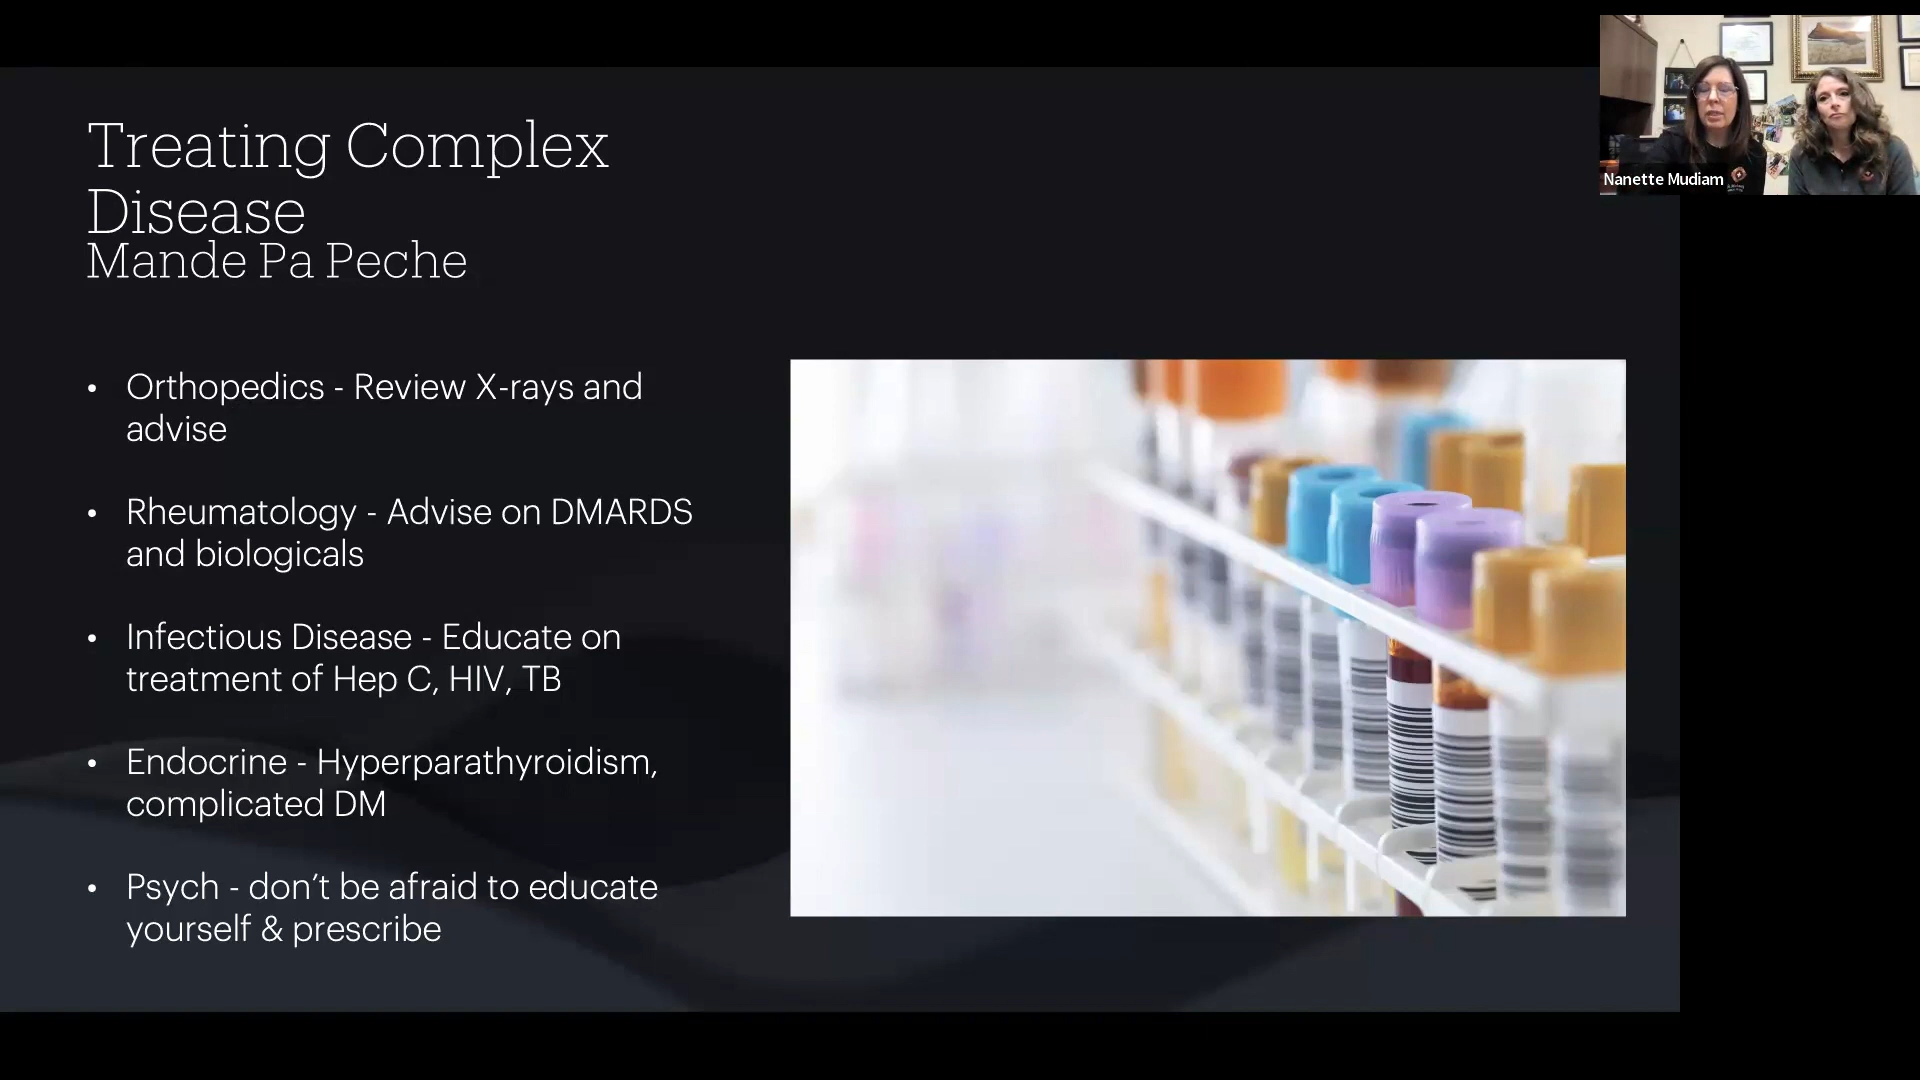 Treating Complex
Disease
Mande Pa Peche
• Orthopedics - Review X-rays and
advise
• Rheumatology - Advise on DMARDS
and biologicals
• Infectious Disease - Educate on
treatment of Hep C, HIV, TB
• Endocrine - Hyperparathyroidism,
complicated DM
• Psych - don’t be afraid to educate
yourself & prescribe
Nanette Mudiam